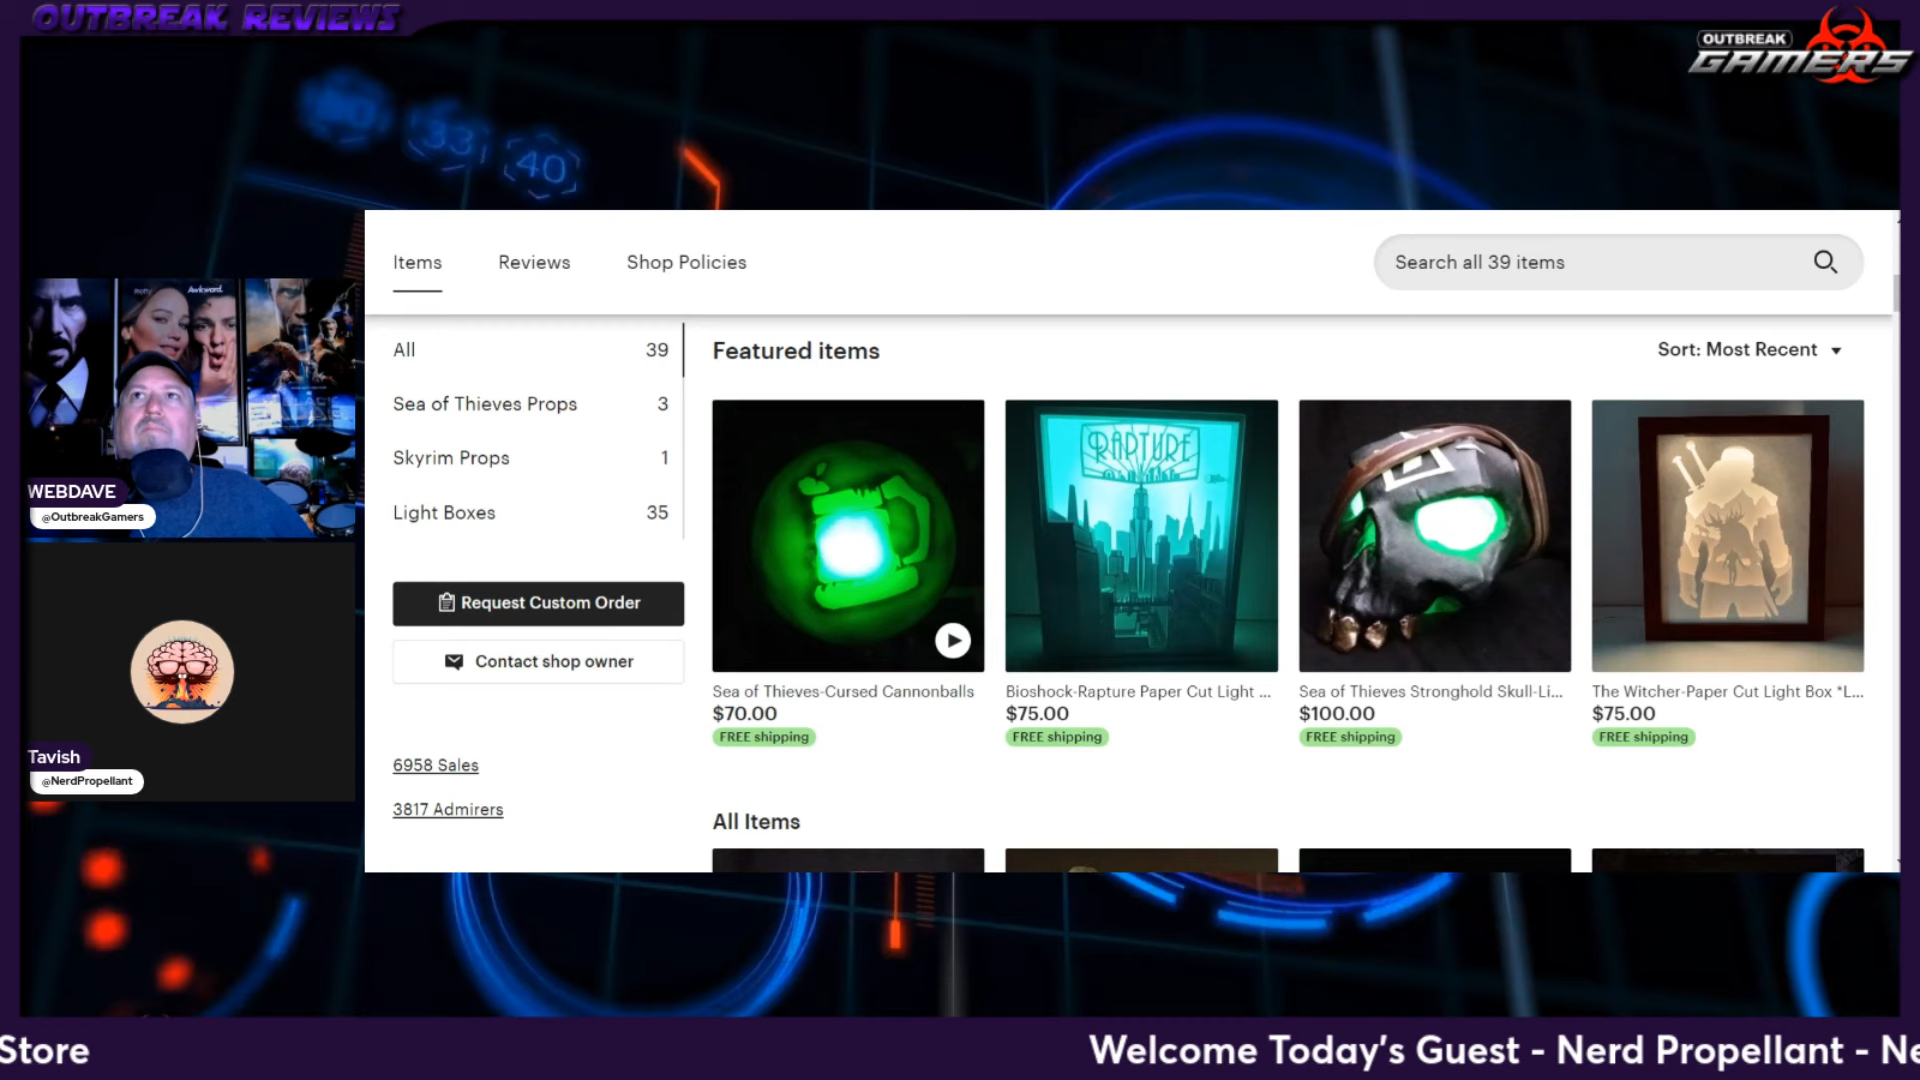 OUTBREAK REVIEWS
OUTBREAK
GAMERS
33
40
Items
Reviews
Shop Policies
Search all 39 items
All 39
Sea of Thieves Props 3
Skyrim Props 1
Light Boxes 35
Request Custom Order
Contact shop owner
6958 Sales
3817 Admirers
Featured items
Sort: Most Recent
RAPTURE
Sea of Thieves-Cursed Cannonballs
$70.00
FREE shipping
Bioshock-Rapture Paper Cut Light ...
$75.00
FREE shipping
Sea of Thieves Stronghold Skull-Li...
$100.00
FREE shipping
The Witcher-Paper Cut Light Box *L...
$75.00
FREE shipping
All Items
Awkward.
WEBDAVE
@OutbreakGamers
Tavish
@NerdPropellant
Store
Welcome Today's Guest - Nerd Propellant - Ne